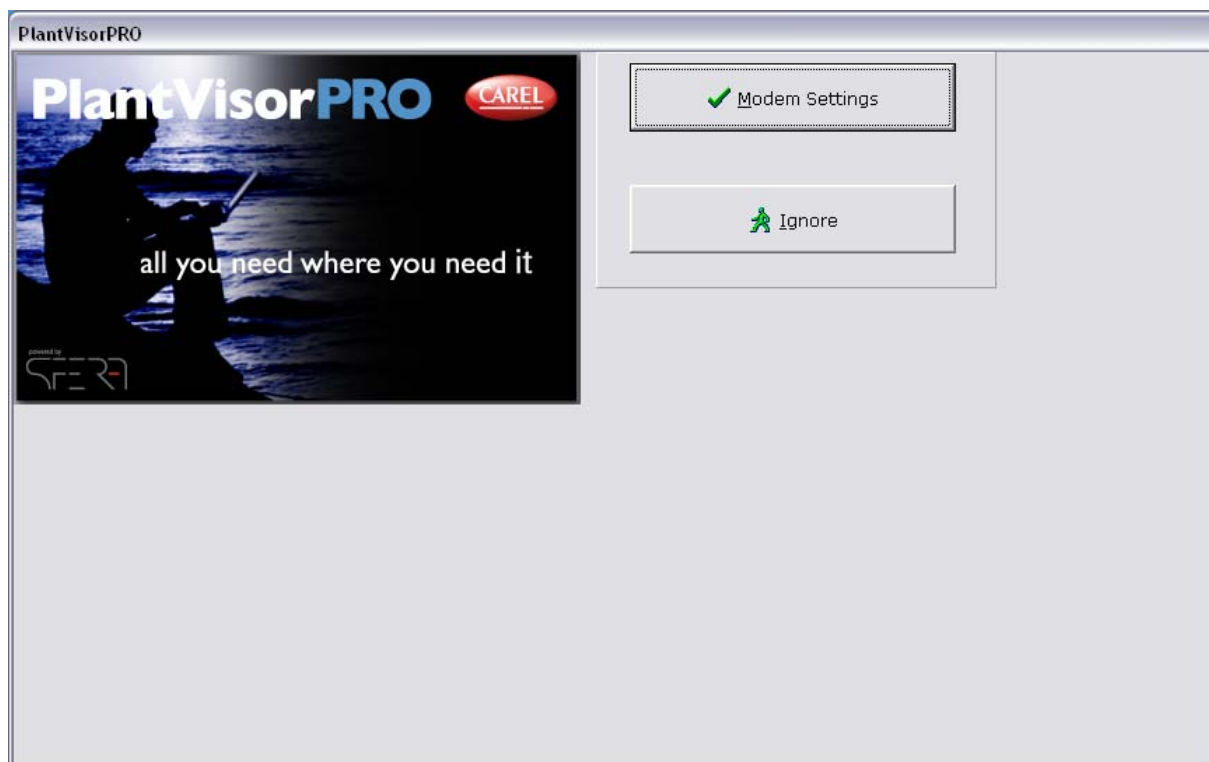 PlantVisorPRO
PlantVisorPRO CAREL
all you need where you need it
powered by
SFERA
Modem Settings
Ignore